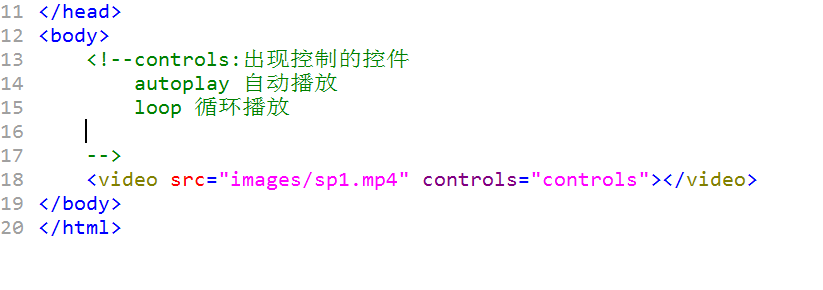 11 </head>
12 <body>
13     <!--controls:出现控制的控件
14         autoplay 自动播放
15         loop 循环播放
16
17     -->
18     <video src="images/sp1.mp4" controls="controls"></video>
19 </body>
20 </html>